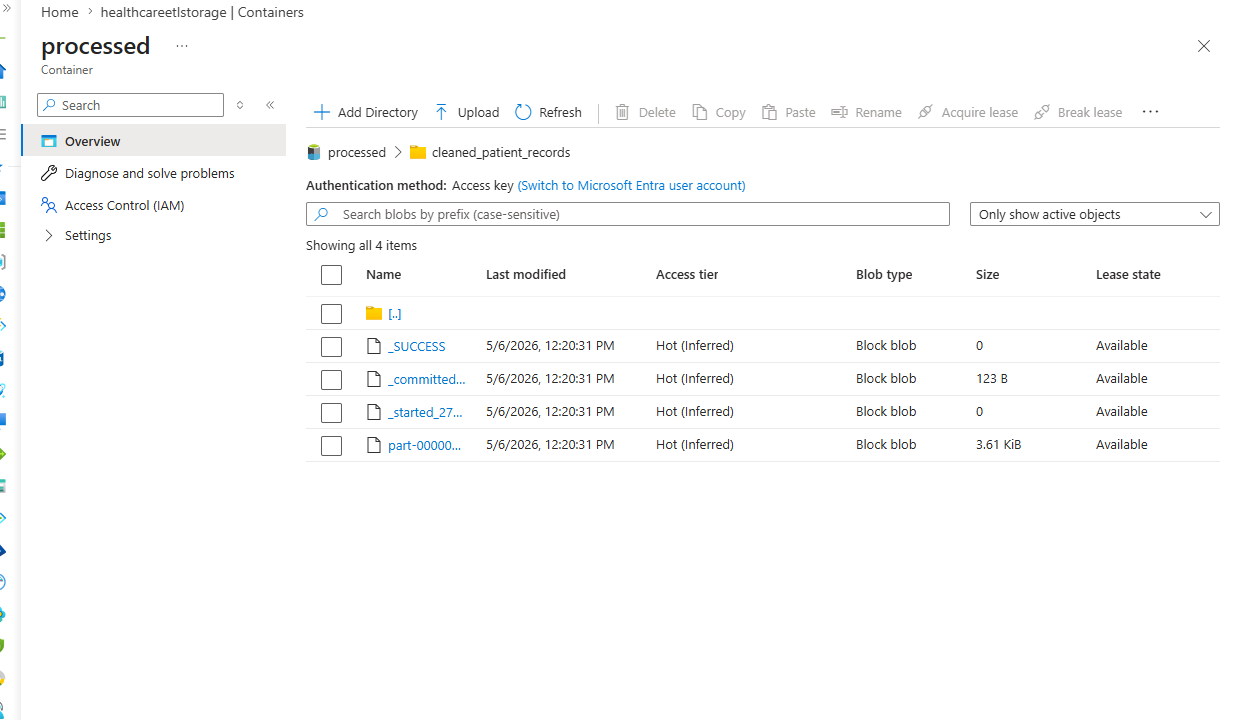 Home > healthcareetlstorage | Containers
processed ...
Container
Search
Overview
Diagnose and solve problems
Access Control (IAM)
Settings
Add Directory Upload Refresh Delete Copy Paste Rename Acquire lease Break lease ...
processed > cleaned_patient_records
Authentication method: Access key (Switch to Microsoft Entra user account)
Search blobs by prefix (case-sensitive) Only show active objects
Showing all 4 items
Name Last modified Access tier Blob type Size Lease state
[..]
_SUCCESS 5/6/2026, 12:20:31 PM Hot (Inferred) Block blob 0 Available
_committed... 5/6/2026, 12:20:31 PM Hot (Inferred) Block blob 123 B Available
_started_27... 5/6/2026, 12:20:31 PM Hot (Inferred) Block blob 0 Available
part-00000... 5/6/2026, 12:20:31 PM Hot (Inferred) Block blob 3.61 KiB Available